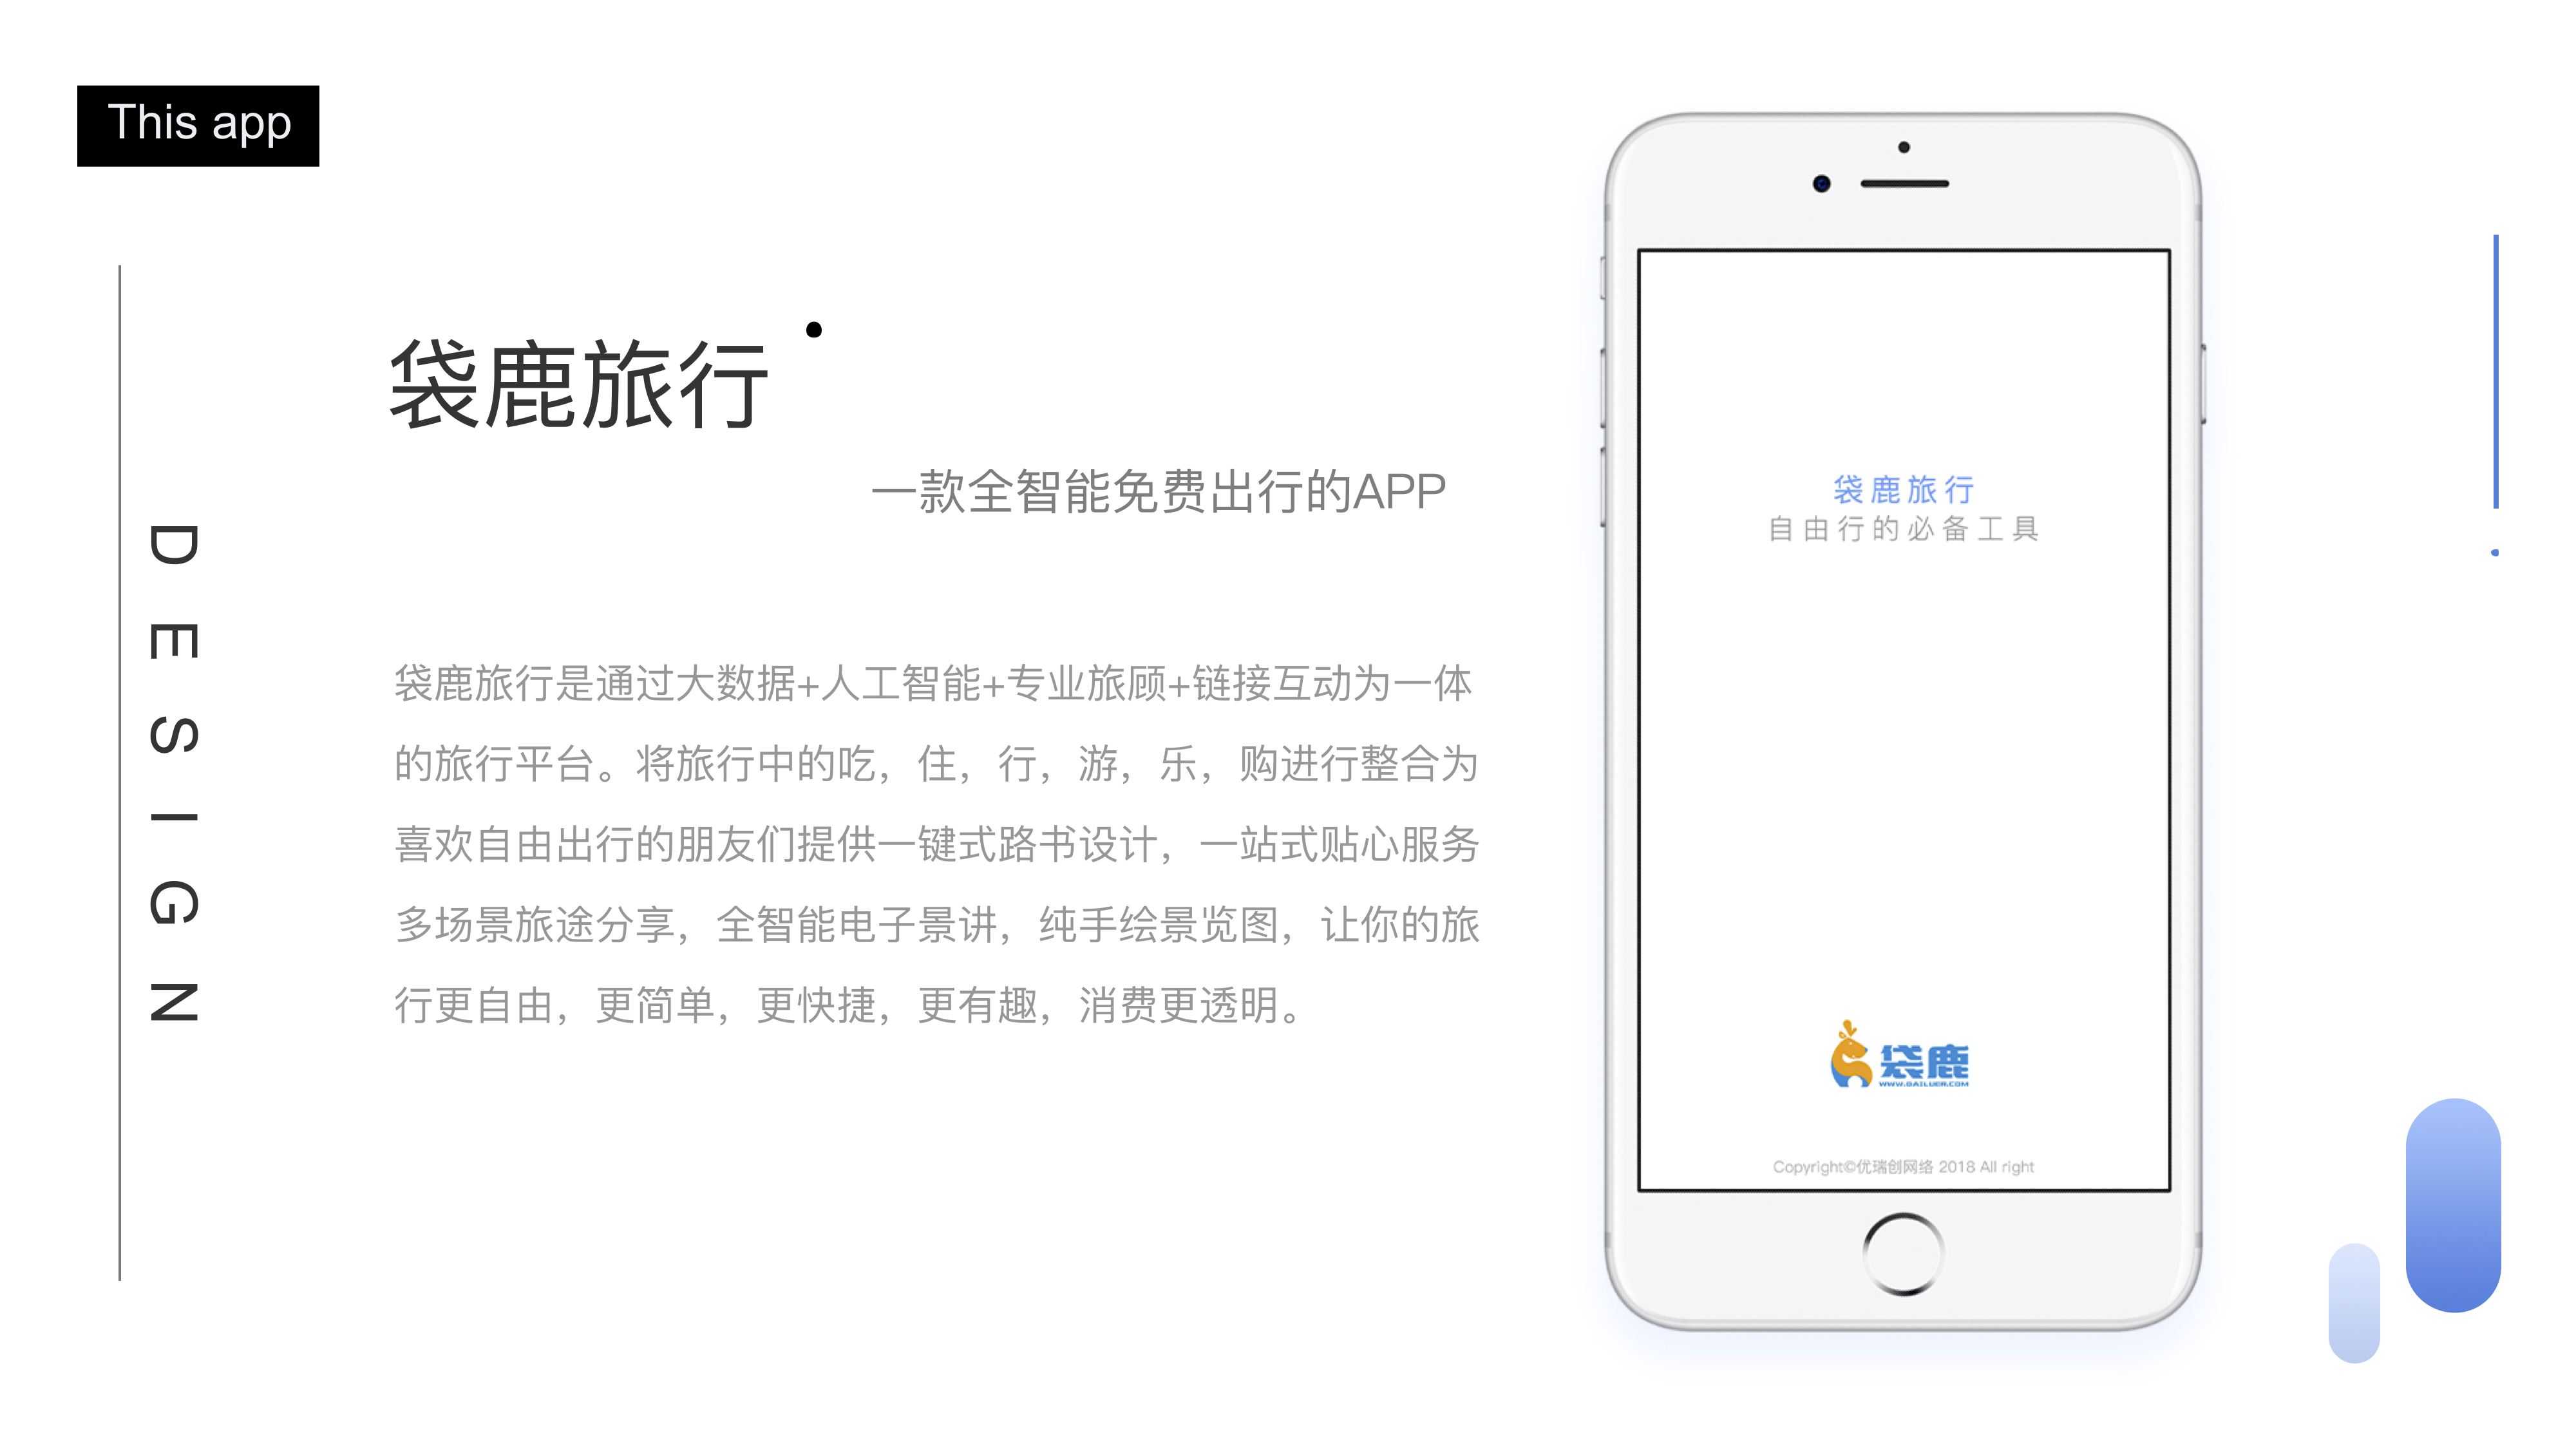 This app
袋鹿旅行
一款全智能免费出行的APP
DESIGN
袋鹿旅行是通过大数据+人工智能+专业旅顾+链接互动为一体
的旅行平台。将旅行中的吃，住，行，游，乐，购进行整合为
喜欢自由出行的朋友们提供一键式路书设计，一站式贴心服务
多场景旅途分享，全智能电子景讲，纯手绘景览图，让你的旅
行更自由，更简单，更快捷，更有趣，消费更透明。
袋鹿旅行
自由行的必备工具
袋鹿
WWW.DAILUER.COM
Copyright©优瑞创网络 2018 All right